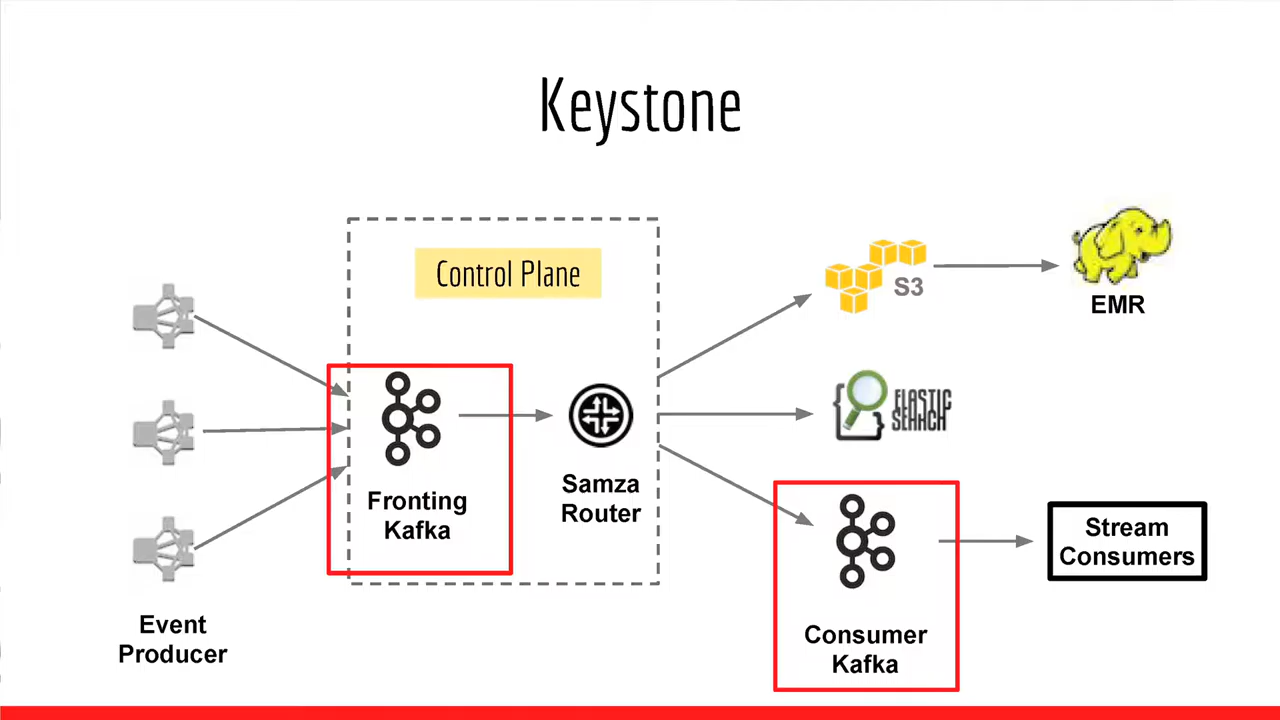 Keystone
Control Plane
S3
EMR
ELASTIC
SEARCH
Fronting
Kafka
Samza
Router
Stream
Consumers
Event
Producer
Consumer
Kafka